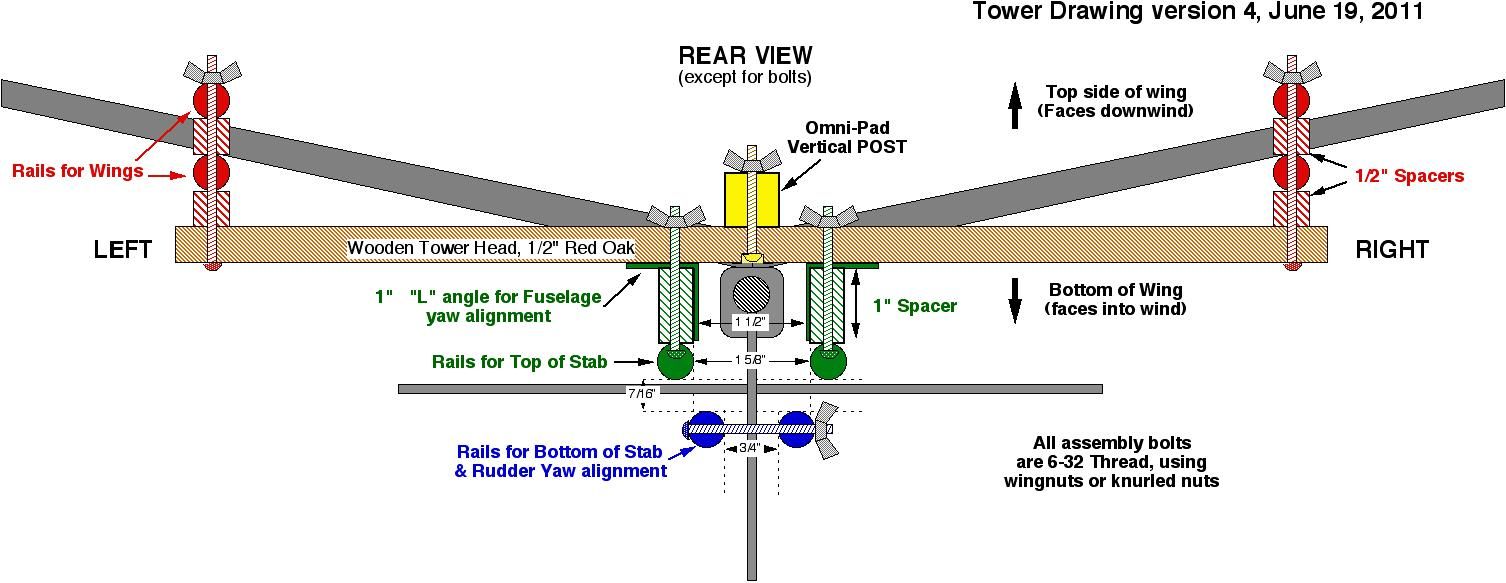 Tower Drawing version 4, June 19, 2011
REAR VIEW
(except for bolts)
Top side of wing
(Faces downwind)
Omni-Pad
Vertical POST
Rails for Wings
1/2" Spacers
LEFT
Wooden Tower Head, 1/2" Red Oak
RIGHT
1" "L" angle for Fuselage
yaw alignment
1" Spacer
Bottom of Wing
(faces into wind)
1 1/2"
Rails for Top of Stab
1 5/8"
7/16"
Rails for Bottom of Stab
& Rudder Yaw alignment
3/4"
All assembly bolts
are 6-32 Thread, using
wingnuts or knurled nuts